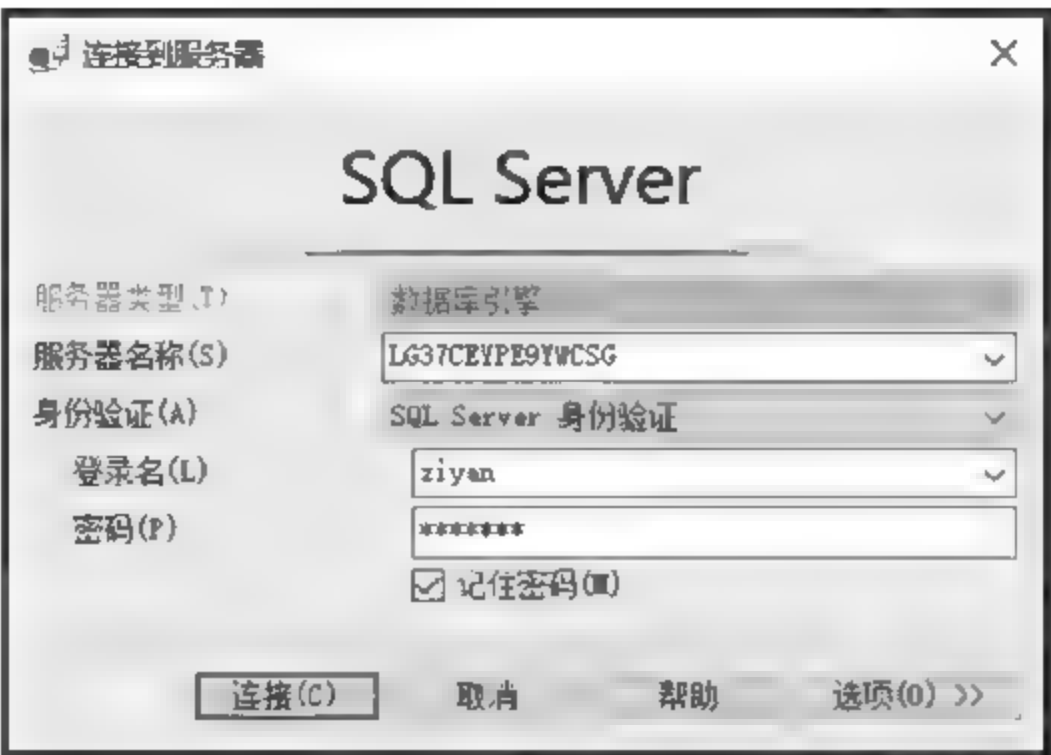 连接到服务器
SQL Server
服务器类型(T)
数据库引擎
服务器名称(S)
LG37CEYPE9YWCSG
身份验证(A)
SQL Server 身份验证
登录名(L)
ziyan
密码(P)
*******
记住密码(M)
连接(C)
取消
帮助
选项(O) >>